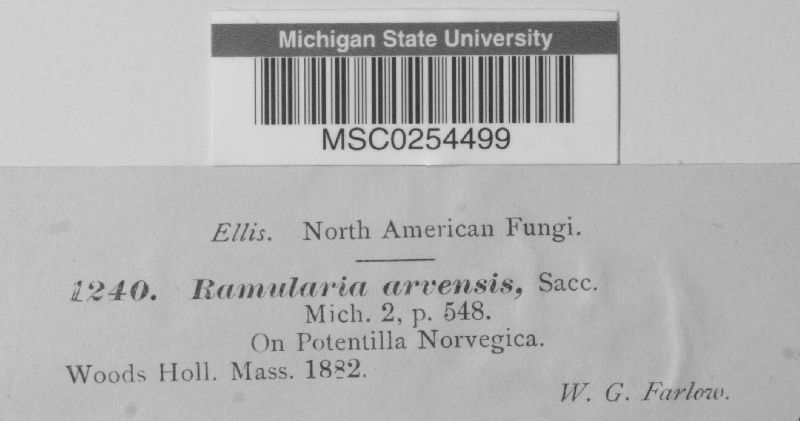 Michigan State University
MSC0254499
Ellis. North American Fungi.
1240. Ramularia arvensis, Sacc.
Mich. 2, p. 548.
On Potentilla Norvegica.
Woods Holl. Mass. 1882.
W. G. Farlow.